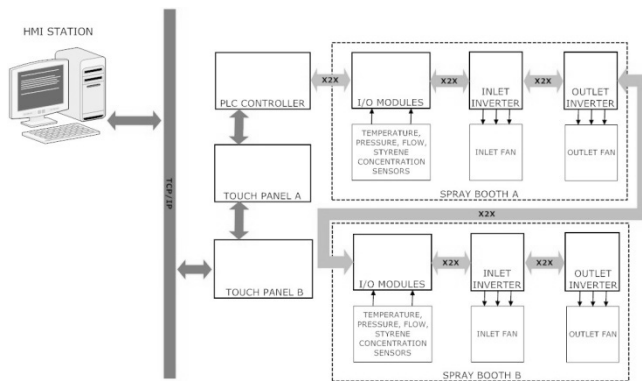 HMI STATION
TCP/IP
PLC CONTROLLER
TOUCH PANEL A
TOUCH PANEL B
X2X
I/O MODULES
X2X
INLET
INVERTER
X2X
OUTLET
INVERTER
TEMPERATURE,
PRESSURE, FLOW,
STYRENE
CONCENTRATION
SENSORS
INLET FAN
OUTLET FAN
SPRAY BOOTH A
X2X
I/O MODULES
X2X
INLET
INVERTER
X2X
OUTLET
INVERTER
TEMPERATURE,
PRESSURE, FLOW,
STYRENE
CONCENTRATION
SENSORS
INLET FAN
OUTLET FAN
SPRAY BOOTH B